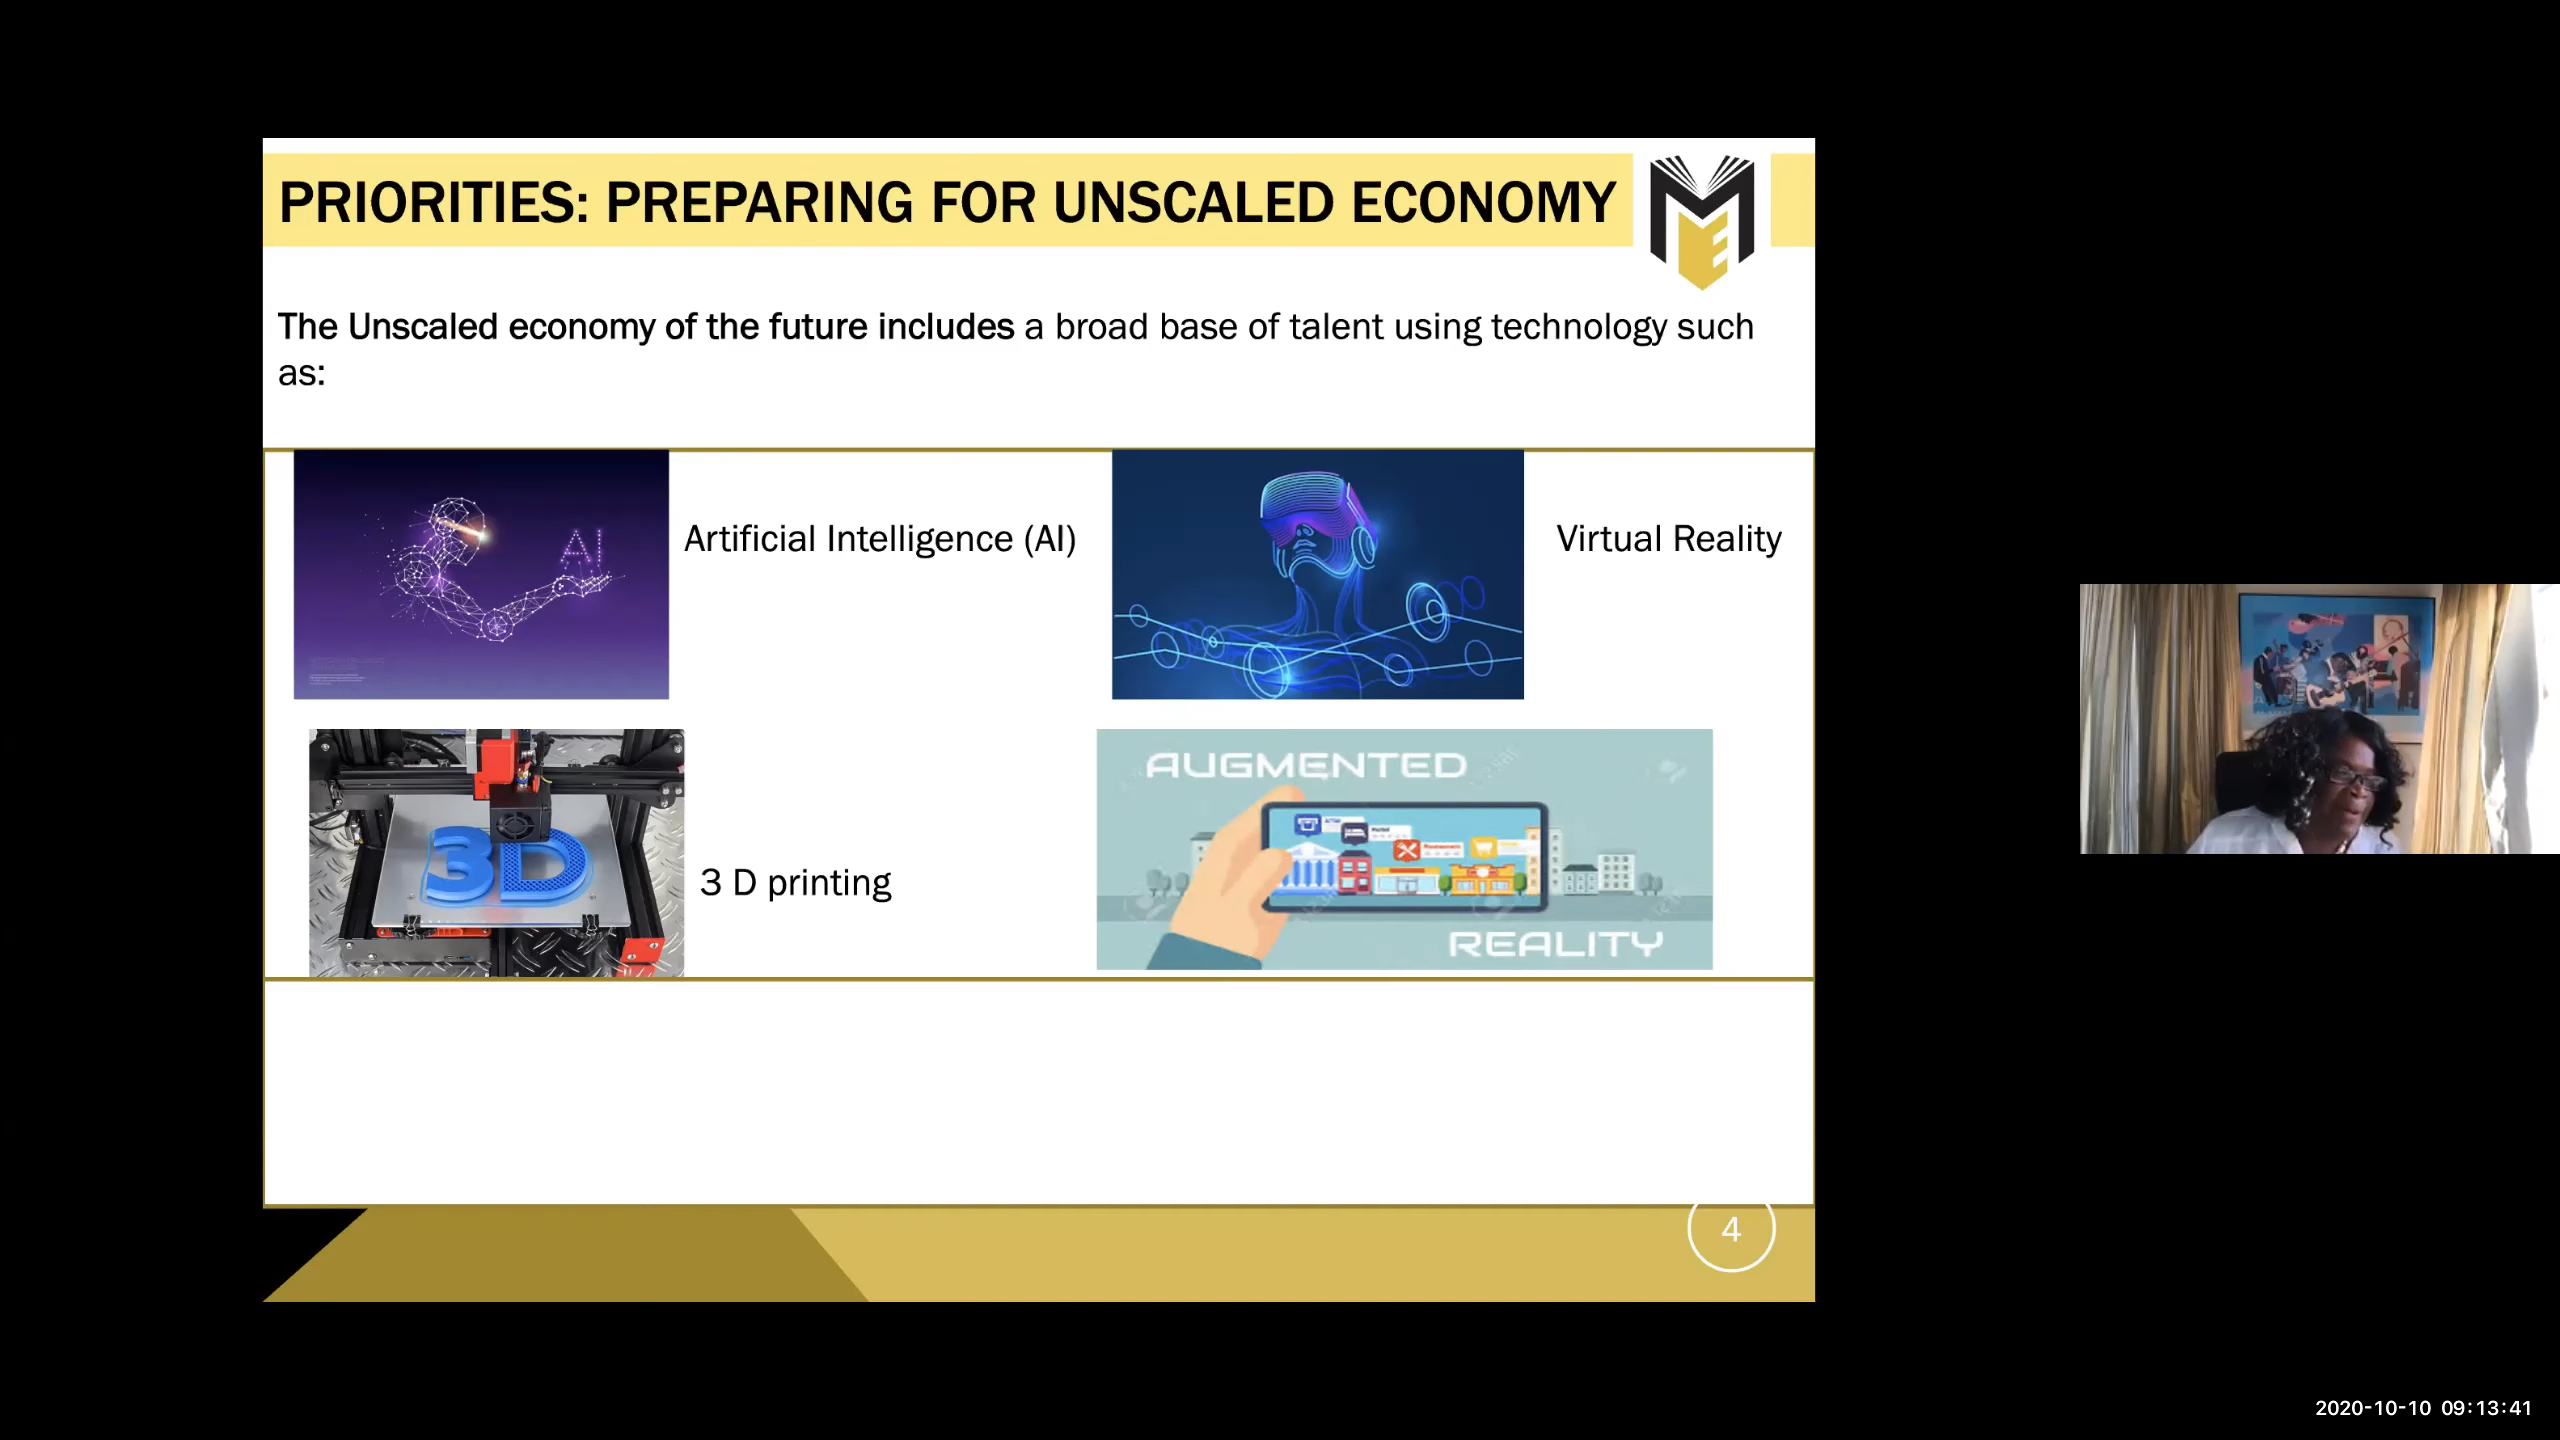 PRIORITIES: PREPARING FOR UNSCALED ECONOMY
ME
The Unscaled economy of the future includes a broad base of talent using technology such
as:
AI
Artificial Intelligence (AI)
Virtual Reality
3D
3 D printing
AUGMENTED
REALITY
4
2020-10-10 09:13:41